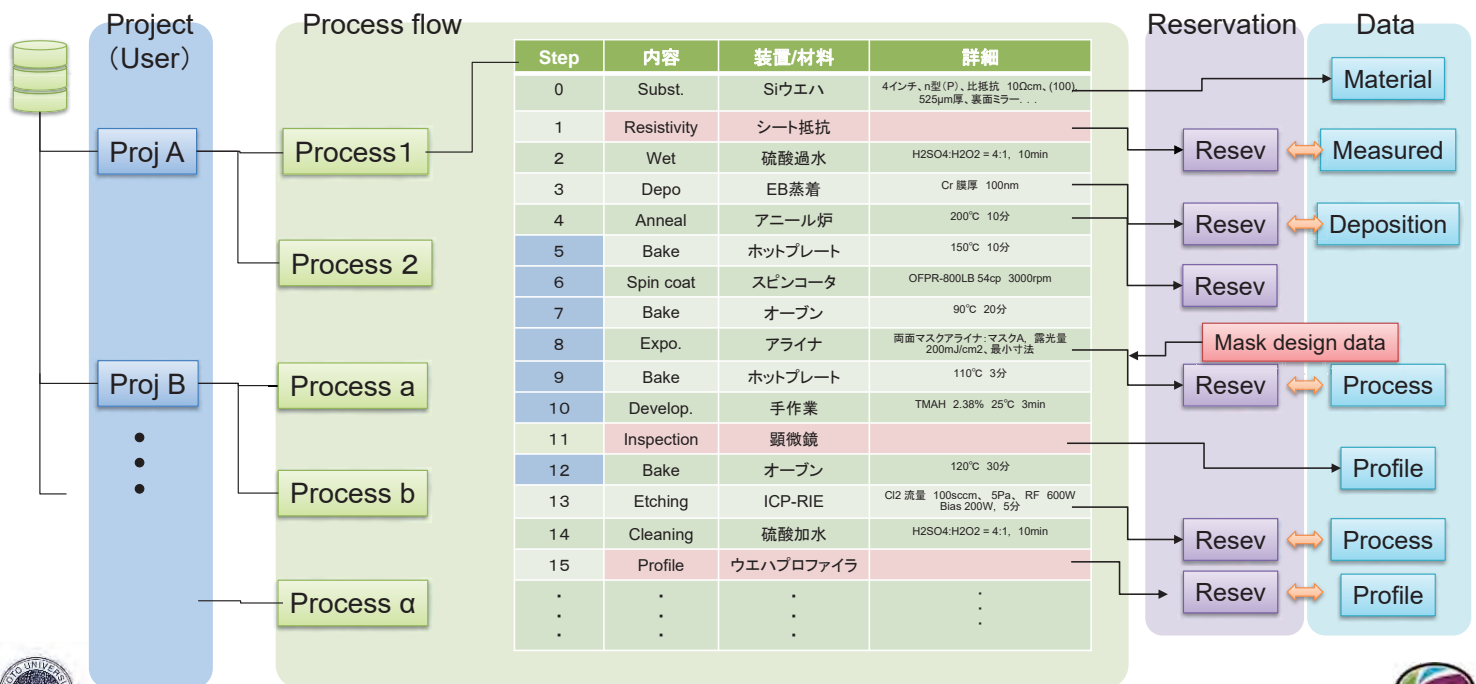 Project
（User）
Process flow
Reservation
Data
Proj A
Proj B
Process1
Process 2
Process a
Process b
Process α
Step 内容 装置/材料 詳細
0 Subst. Siウエハ 4インチ、n型（P）、比抵抗 10Ωcm、(100),
525μm厚、裏面ミラー. . .
1 Resistivity シート抵抗
2 Wet 硫酸過水 H2SO4:H2O2 = 4:1, 10min
3 Depo EB蒸着 Cr 膜厚 100nm
4 Anneal アニール炉 200℃ 10分
5 Bake ホットプレート 150℃ 10分
6 Spin coat スピンコータ OFPR-800LB 54cp 3000rpm
7 Bake オーブン 90℃ 20分
8 Expo. アライナ 両面マスクアライナ：マスクA, 露光量
200mJ/cm2、最小寸法
9 Bake ホットプレート 110℃ 3分
10 Develop. 手作業 TMAH 2.38% 25℃ 3min
11 Inspection 顕微鏡
12 Bake オーブン 120℃ 30分
13 Etching ICP-RIE Cl2 流量 100sccm、 5Pa、 RF 600W
Bias 200W, 5分
14 Cleaning 硫酸加水 H2SO4:H2O2 = 4:1, 10min
15 Profile ウエハプロファイラ
Material
Resev Measured
Resev Deposition
Resev
Mask design data
Resev Process
Profile
Resev Process
Resev Profile